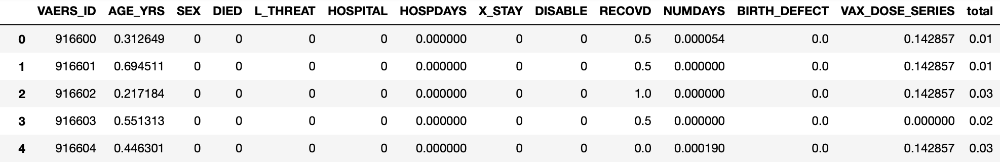 VAERS_ID AGE_YRS SEX DIED L_THREAT HOSPITAL HOSPDAYS X_STAY DISABLE RECOVD NUMDAYS BIRTH_DEFECT VAX_DOSE_SERIES total
0 916600 0.312649 0 0 0 0 0.000000 0 0 0.5 0.000054 0.0 0.142857 0.01
1 916601 0.694511 0 0 0 0 0.000000 0 0 0.5 0.000000 0.0 0.142857 0.01
2 916602 0.217184 0 0 0 0 0.000000 0 0 1.0 0.000000 0.0 0.142857 0.03
3 916603 0.551313 0 0 0 0 0.000000 0 0 0.5 0.000000 0.0 0.000000 0.02
4 916604 0.446301 0 0 0 0 0.000000 0 0 0.0 0.000190 0.0 0.142857 0.03